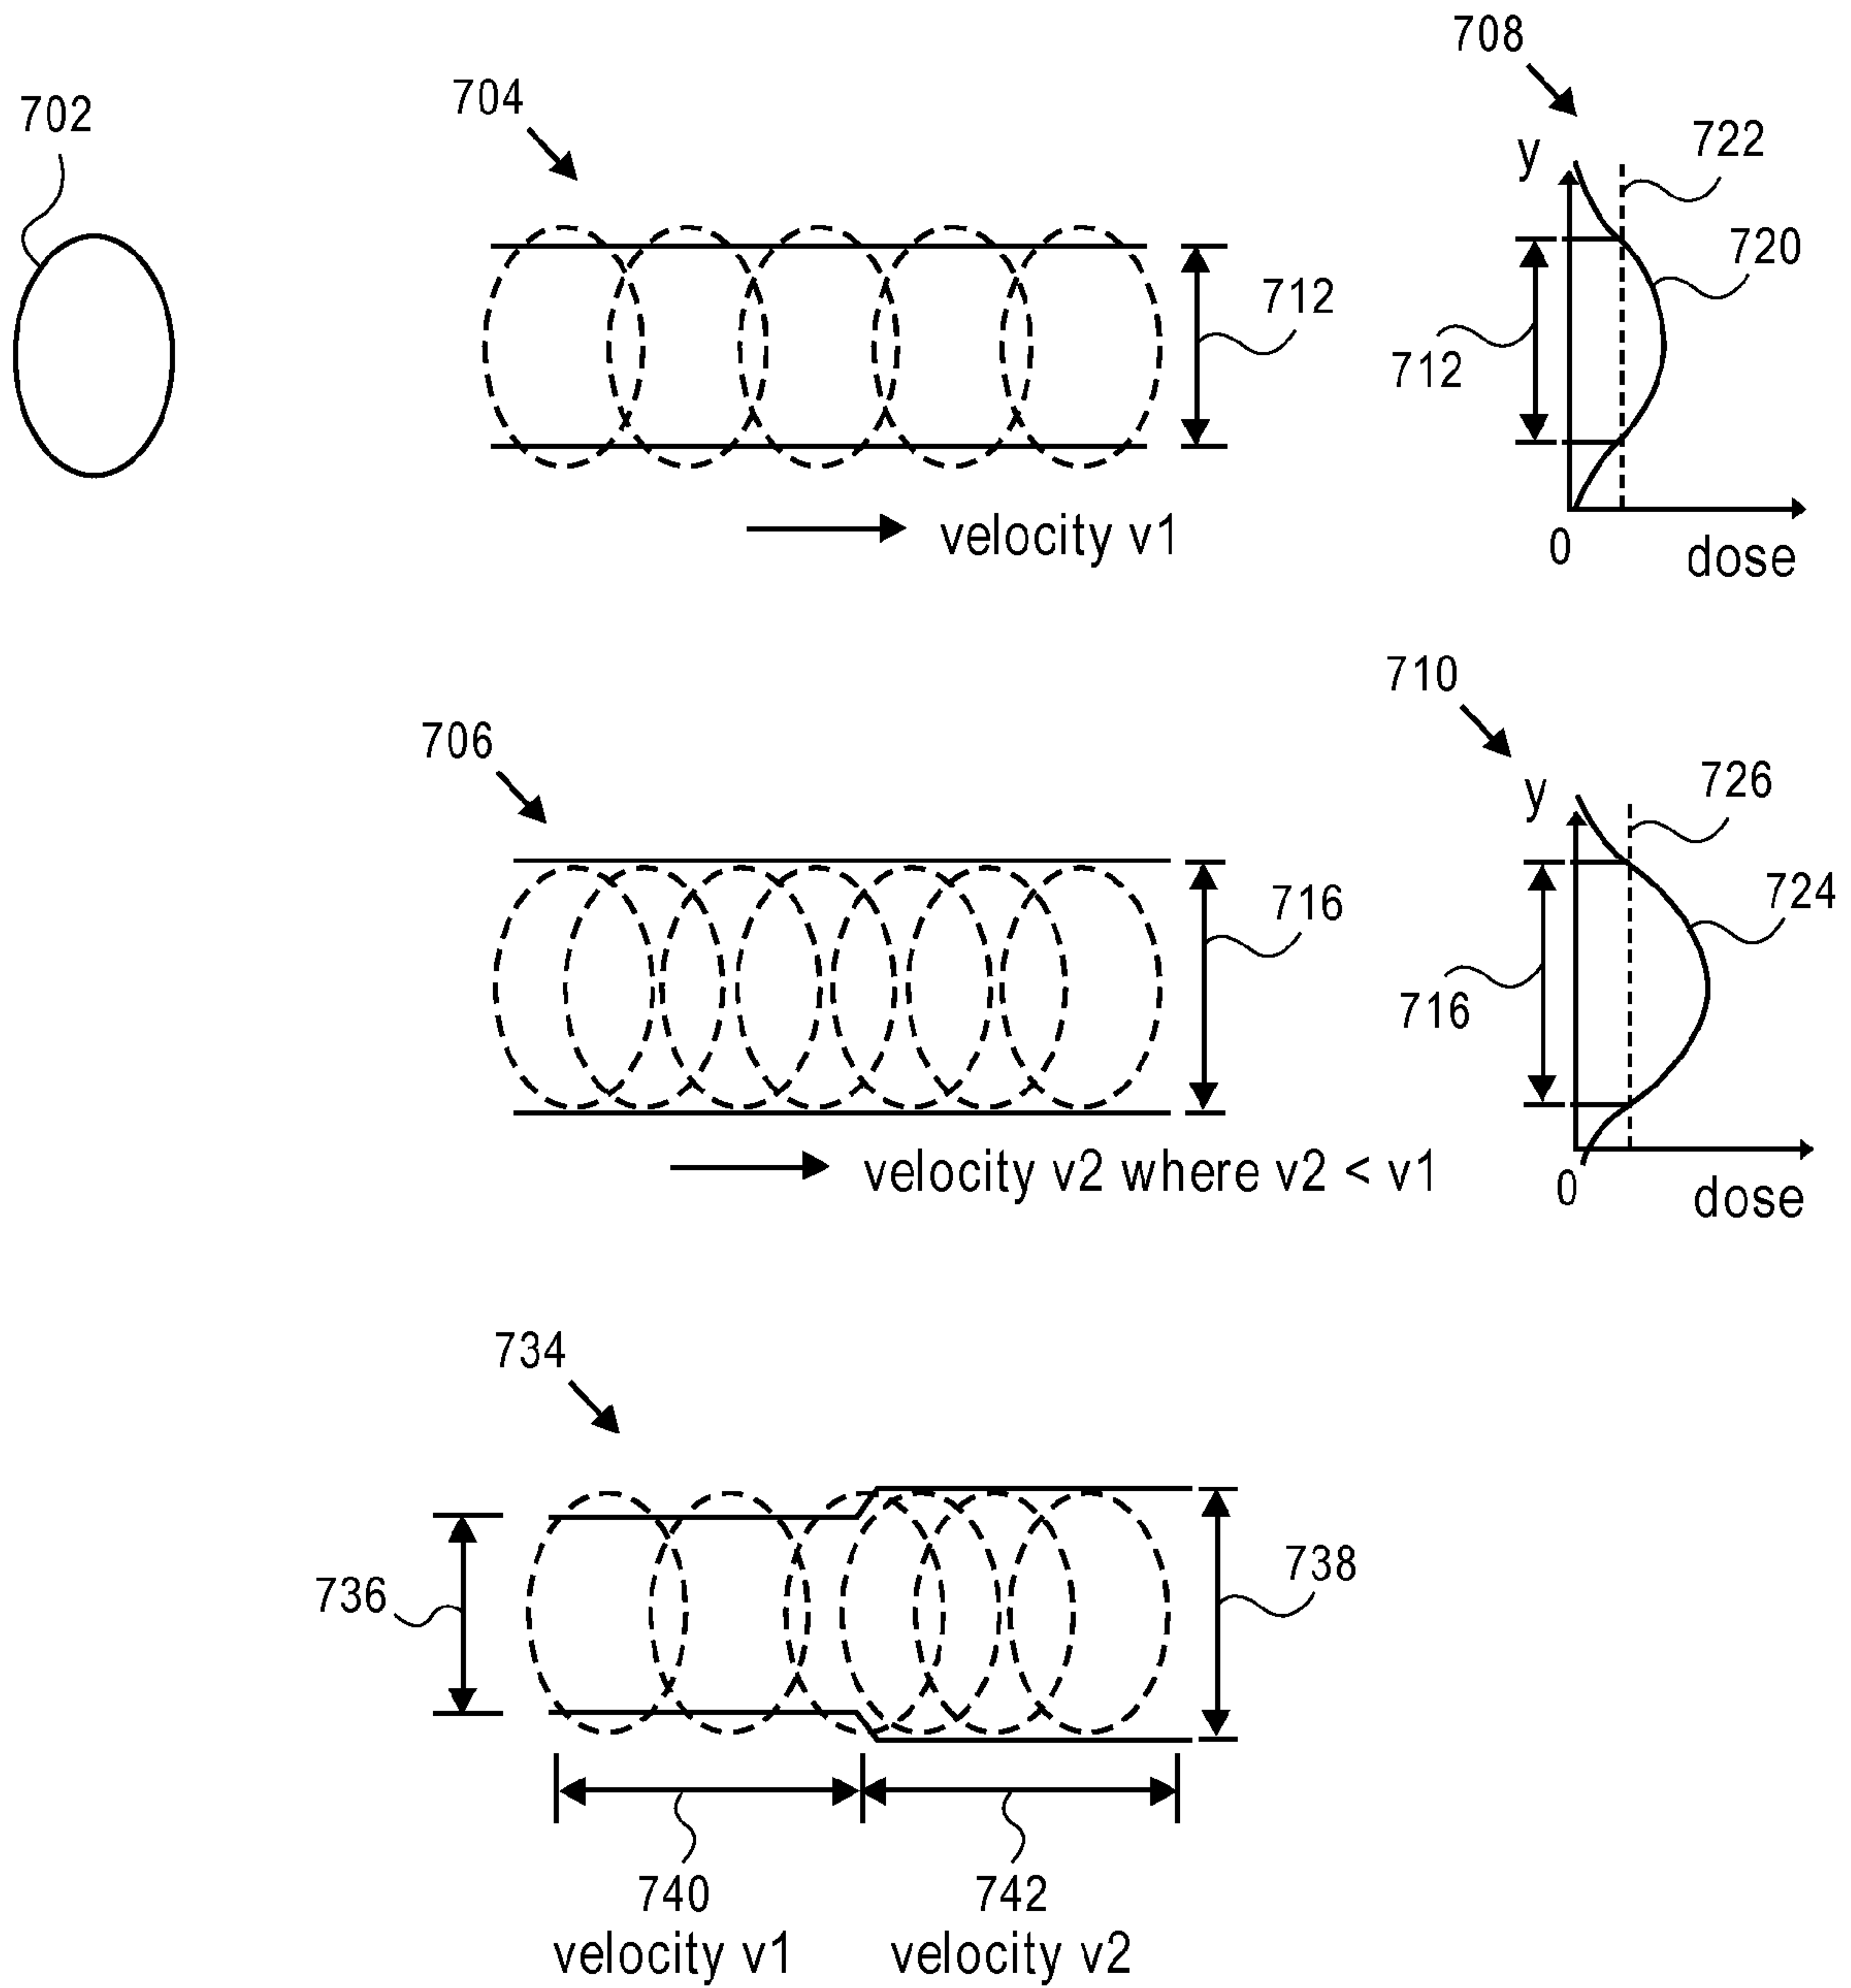 708
704
702
722
y
720
712
712
0
velocity v1
dose
710
706
726
y
724
716
716
velocity v2 where v2 < v1
0
dose
734
738
736
740
742
velocity v1
velocity v2